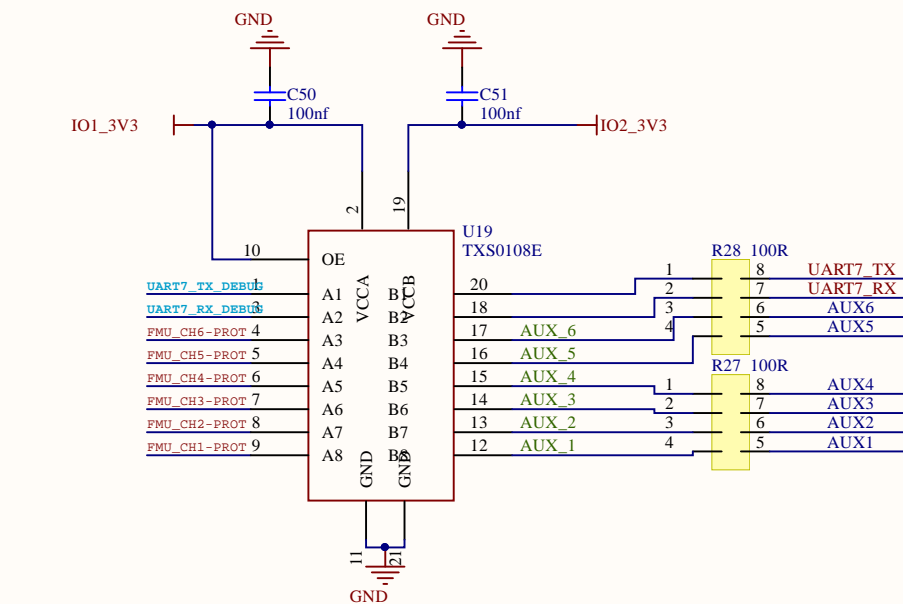 GND
GND
C50
100nf
C51
100nf
IO1_3V3
IO2_3V3
2
19
U19
TXS0108E
10
OE
VCCA
VCCB
R28 100R
UART7_TX_DEBUG
1
A1
B1
20
1
8
UART7_TX
UART7_RX_DEBUG
3
A2
B2
18
2
7
UART7_RX
FMU_CH6-PROT
4
A3
B3
17
AUX_6
3
6
AUX6
FMU_CH5-PROT
5
A4
B4
16
AUX_5
4
5
AUX5
R27 100R
FMU_CH4-PROT
6
A5
B5
15
AUX_4
1
8
AUX4
FMU_CH3-PROT
7
A6
B6
14
AUX_3
2
7
AUX3
FMU_CH2-PROT
8
A7
B7
13
AUX_2
3
6
AUX2
FMU_CH1-PROT
9
A8
B8
12
AUX_1
4
5
AUX1
GND
GND
11
21
GND